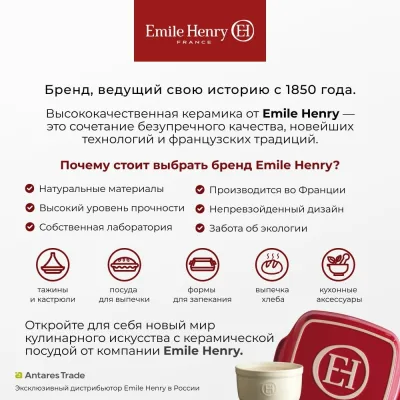 Emile Henry EH
FRANCE
Бренд, ведущий свою историю с 1850 года.
Высококачественная керамика от Emile Henry —
это сочетание безупречного качества, новейших
технологий и французских традиций.
Почему стоит выбрать бренд Emile Henry?
Натуральные материалы
Производится во Франции
Высокий уровень прочности
Непревзойденный дизайн
Собственная лаборатория
Забота об экологии
тажины
и кастрюли
посуда
для выпечки
формы
для запекания
выпечка
хлеба
кухонные
аксессуары
Откройте для себя новый мир
кулинарного искусства с керамической
посудой от компании Emile Henry.
EH
Antares Trade
Эксклюзивный дистрибьютор Emile Henry в России